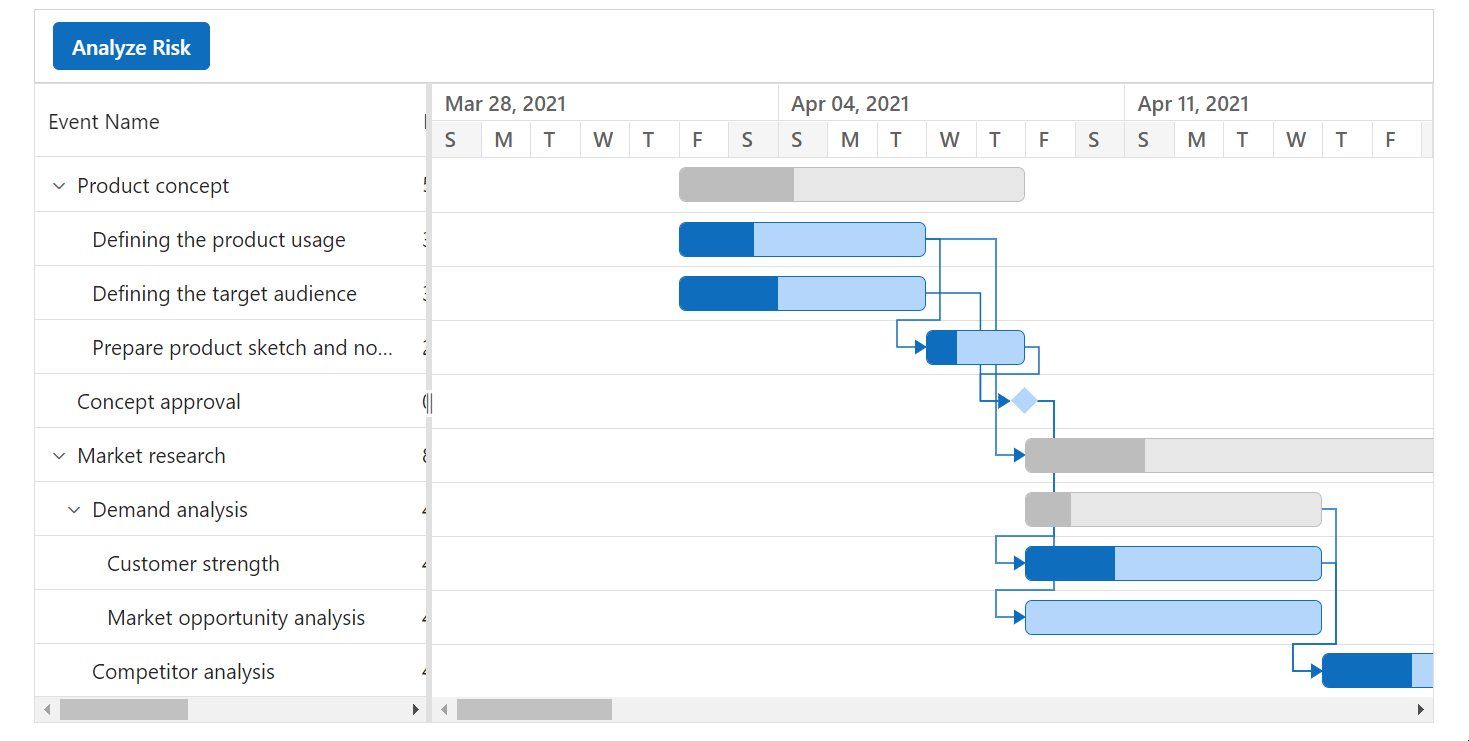 Analyze Risk
Event Name
Mar 28, 2021 Apr 04, 2021 Apr 11, 2021
S M T W T F S S M T W T F S S M T W T F
Product concept
Defining the product usage
Defining the target audience
Prepare product sketch and no...
Concept approval
Market research
Demand analysis
Customer strength
Market opportunity analysis
Competitor analysis